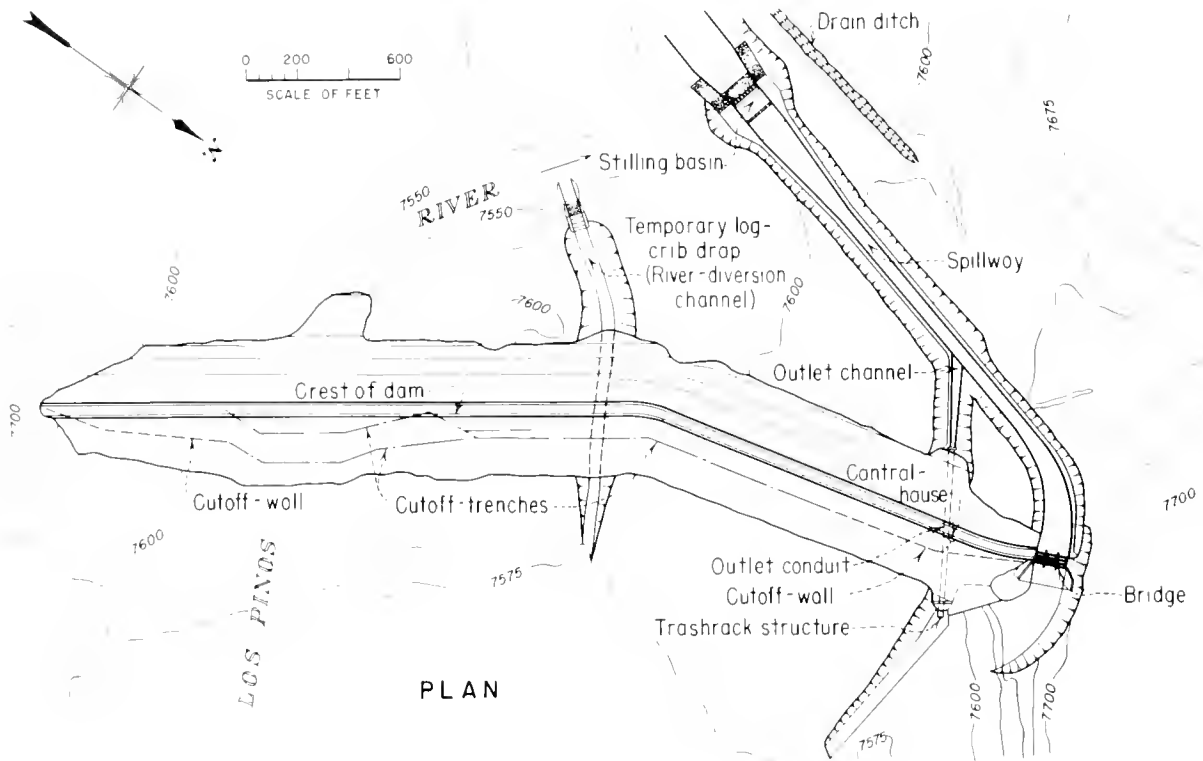 Drain ditch
7600
0 200 600
SCALE OF FEET
7675
N
Stilling basin
7550
RIVER
7550
Temporary log-
crib drop
(River-diversion
channel)
Spillway
7600
7600
7600
Outlet channel
Crest of dam
7700
Control-
house
Cutoff-wall
Cutoff-trenches
7700
7600
LOS PINOS
7575
Outlet conduit
Cutoff-wall
Bridge
Trashrack structure
PLAN
7600
7700
7575